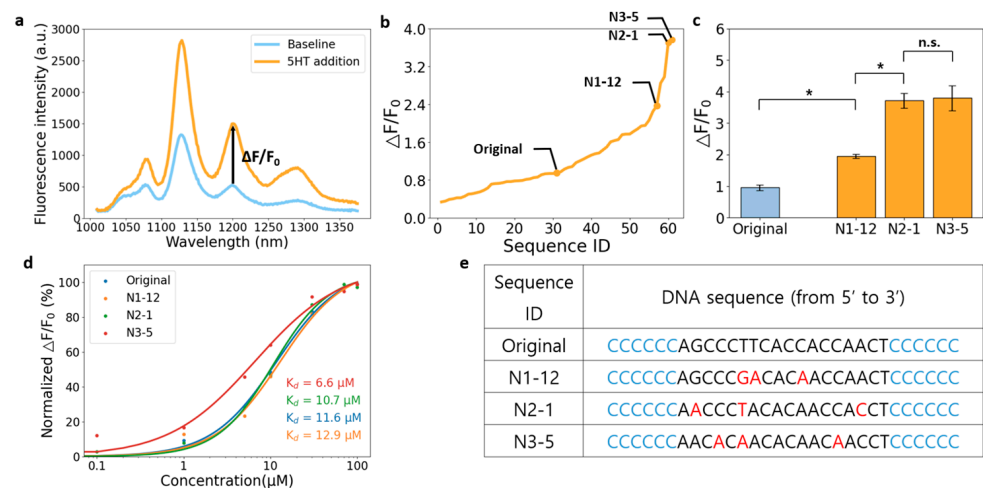 a
Fluorescence intensity (a.u.)
3000
2500
2000
1500
1000
500
0
Baseline
5HT addition
ΔF/F₀
1000 1050 1100 1150 1200 1250 1300 1350
Wavelength (nm)
b
△F/F₀
4.0
3.2
2.4
1.6
0.8
0.0
N3-5
N2-1
N1-12
Original
0 10 20 30 40 50 60
Sequence ID
c
△F/F₀
6
5
4
3
2
1
0
n.s.
*
*
Original N1-12 N2-1 N3-5
d
Normalized △F/F₀ (%)
100
80
60
40
20
0
Original
N1-12
N2-1
N3-5
K_d = 6.6 μM
K_d = 10.7 μM
K_d = 11.6 μM
K_d = 12.9 μM
0.1 1 10 100
Concentration(μM)
e
Sequence
ID
DNA sequence (from 5’ to 3’)
Original CCCCCCAGCCCTTCACCACCAACTCCCCCC
N1-12 CCCCCCAGCCCGACACAACCAACTCCCCCC
N2-1 CCCCCCAACCCTACACAACCACCTCCCCCC
N3-5 CCCCCCAACACAACACAACAACCTCCCCCC